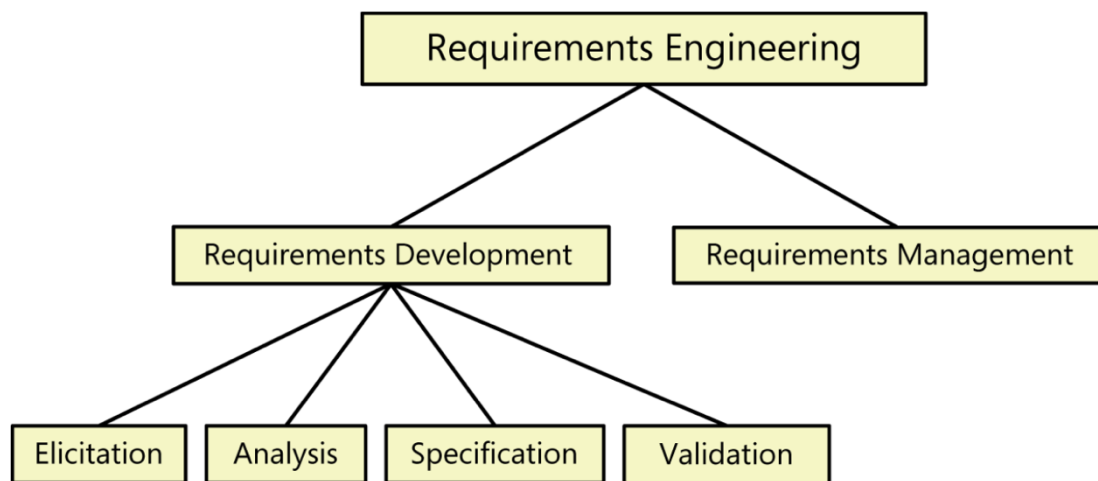 Requirements Engineering
Requirements Development
Requirements Management
Elicitation
Analysis
Specification
Validation